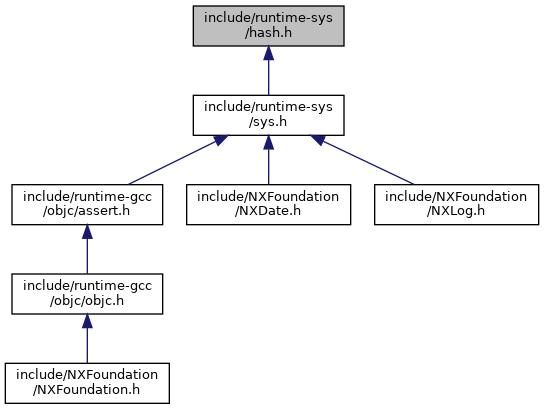 include/runtime-sys
/hash.h
include/runtime-sys
/sys.h
include/runtime-gcc
/objc/assert.h
include/NXFoundation
/NXDate.h
include/NXFoundation
/NXLog.h
include/runtime-gcc
/objc/objc.h
include/NXFoundation
/NXFoundation.h